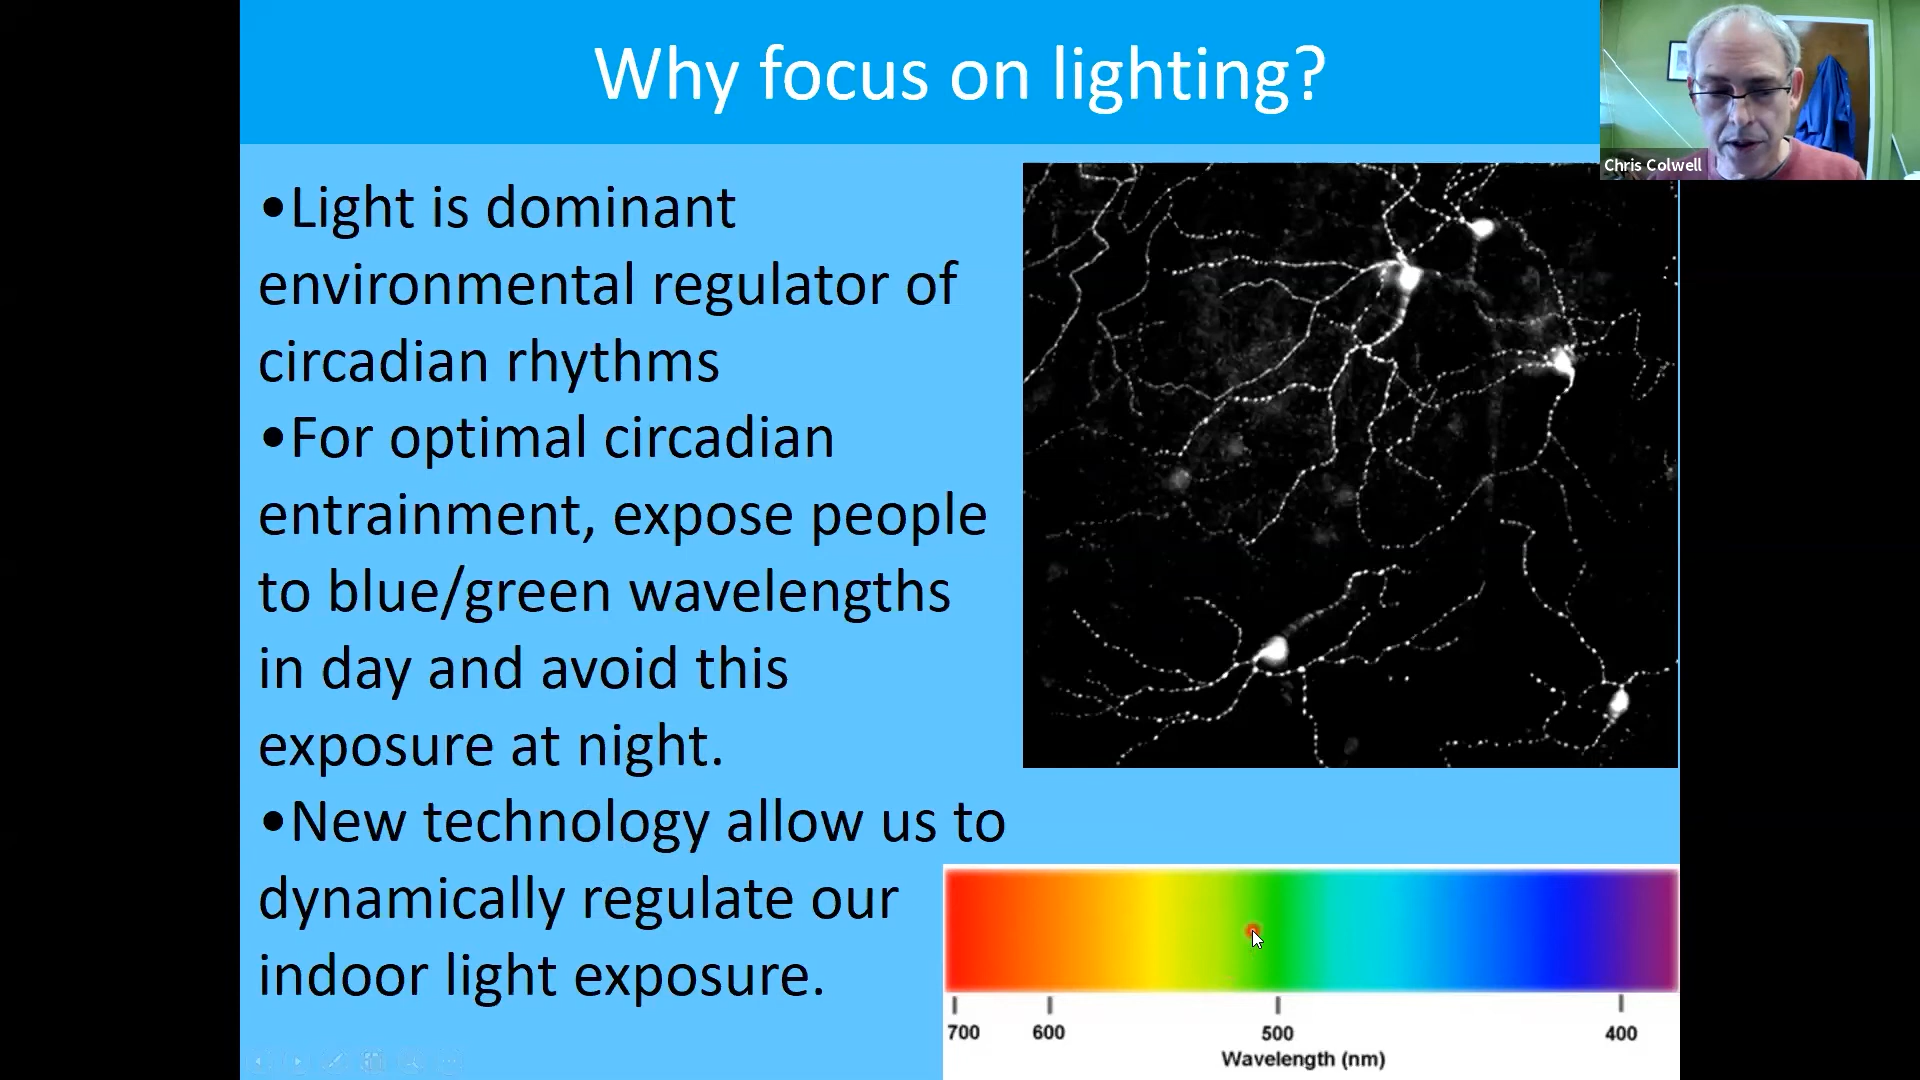 Why focus on lighting?
Chris Colwell
•Light is dominant
environmental regulator of
circadian rhythms
•For optimal circadian
entrainment, expose people
to blue/green wavelengths
in day and avoid this
exposure at night.
•New technology allow us to
dynamically regulate our
indoor light exposure.
700 600 500 400
Wavelength (nm)